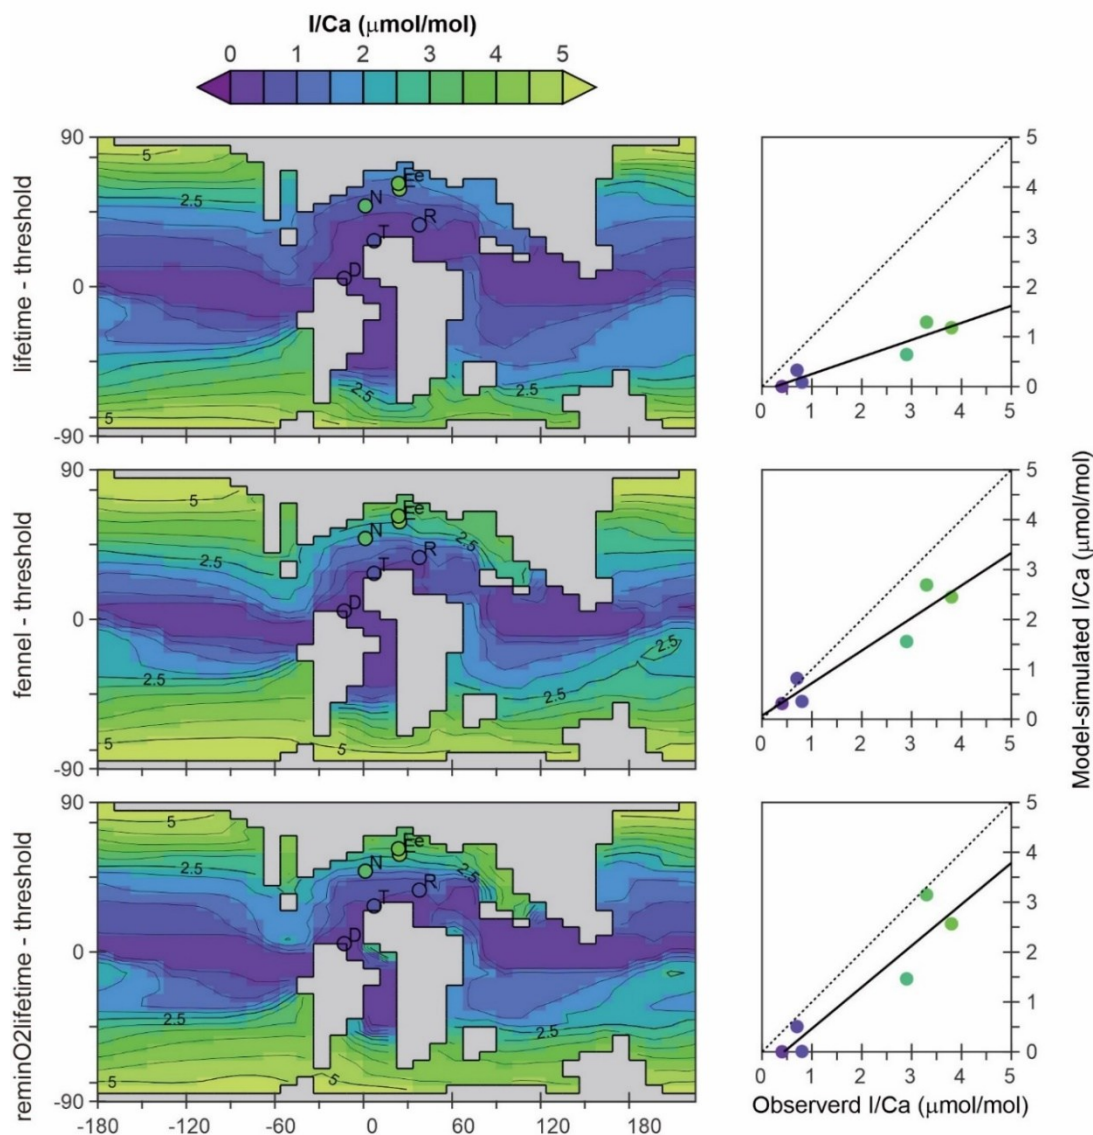 I/Ca (μmol/mol)
0 1 2 3 4 5
lifetime - threshold
90
0
-90
5
2.5
2.5
5
Ee
E
N
R
T
D
5
4
3
2
1
0
0 1 2 3 4 5
fennel - threshold
90
0
-90
5
2.5
2.5
2.5
2.5
5
Ee
E
N
R
T
D
5
4
3
2
1
0
0 1 2 3 4 5
Model-simulated I/Ca (μmol/mol)
reminO2lifetime - threshold
90
0
-90
5
2.5
2.5
2.5
5
5
Ee
E
N
R
T
D
-180 -120 -60 0 60 120 180
5
4
3
2
1
0
0 1 2 3 4 5
Observerd I/Ca (μmol/mol)